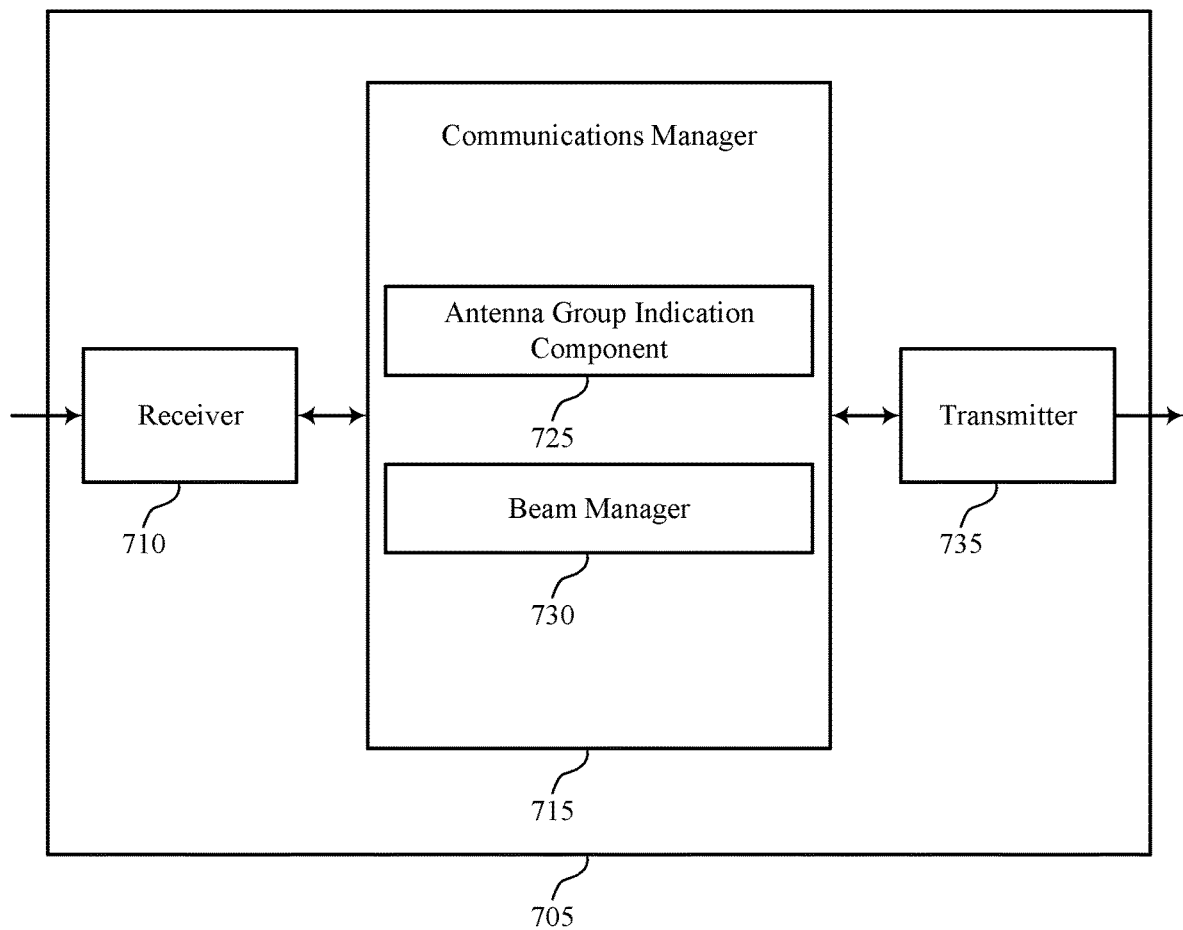 Communications Manager
Antenna Group Indication
Component
725
Receiver
710
Transmitter
735
Beam Manager
730
715
705